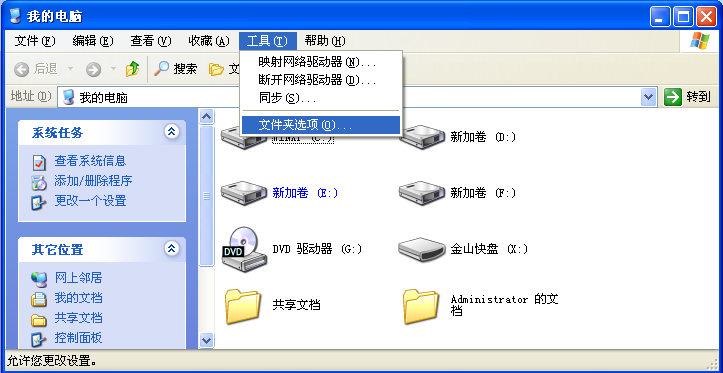 我的电脑
文件(F) 编辑(E) 查看(V) 收藏(A) 工具(T) 帮助(H)
后退 搜索 文
映射网络驱动器(N)...
断开网络驱动器(D)...
同步(S)...
文件夹选项(O)...
地址(D) 我的电脑 转到
系统任务
查看系统信息
添加/删除程序
更改一个设置
其它位置
网上邻居
我的文档
共享文档
控制面板
新加卷 (D:)
新加卷 (E:) 新加卷 (F:)
DVD
DVD 驱动器 (G:) 金山快盘 (X:)
共享文档
Administrator 的文
档
允许您更改设置。